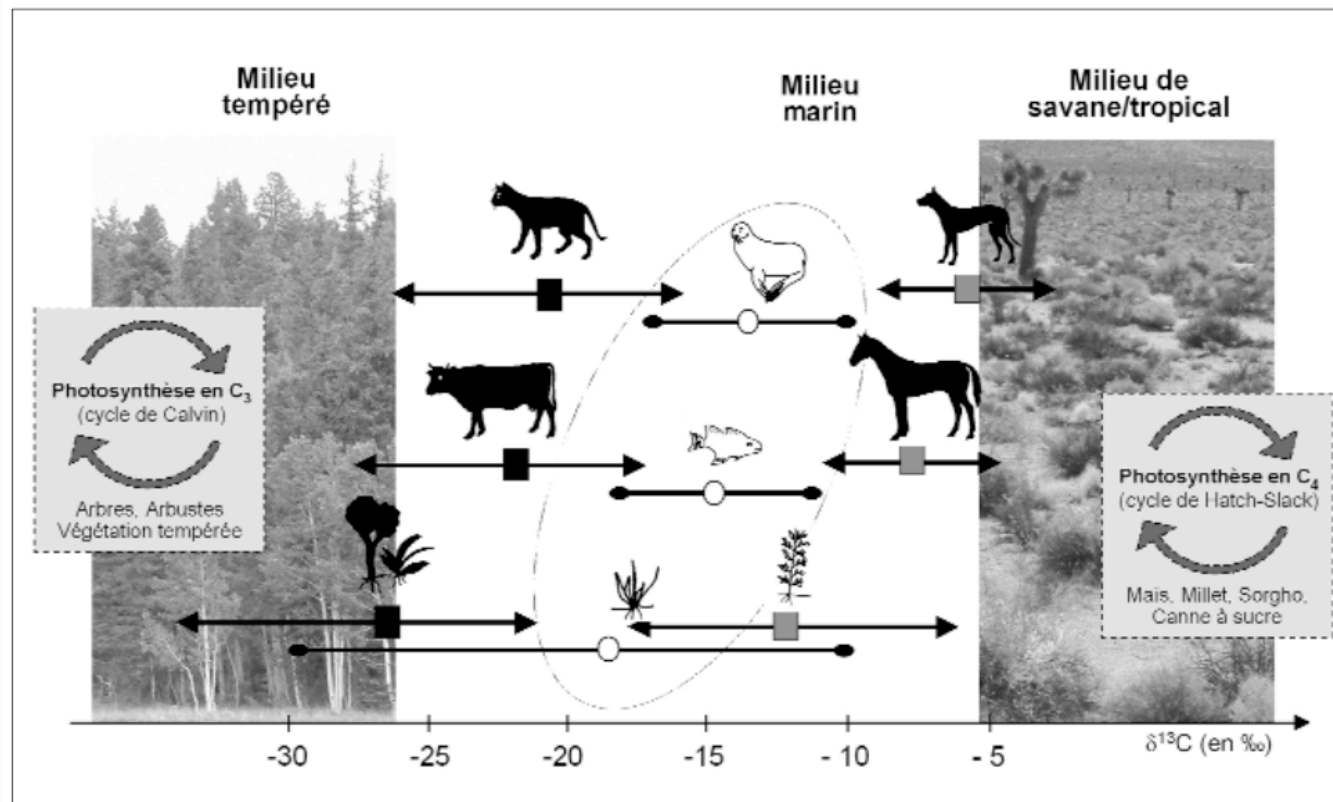 Milieu
tempéré
Milieu
marin
Milieu de
savane/tropical
Photosynthèse en C₃
(cycle de Calvin)
Arbres, Arbustes
Végétation tempérée
Photosynthèse en C₄
(cycle de Hatch-Slack)
Maïs, Millet, Sorgho,
Canne à sucre
-30 -25 -20 -15 - 10 - 5
δ¹³C (en ‰)